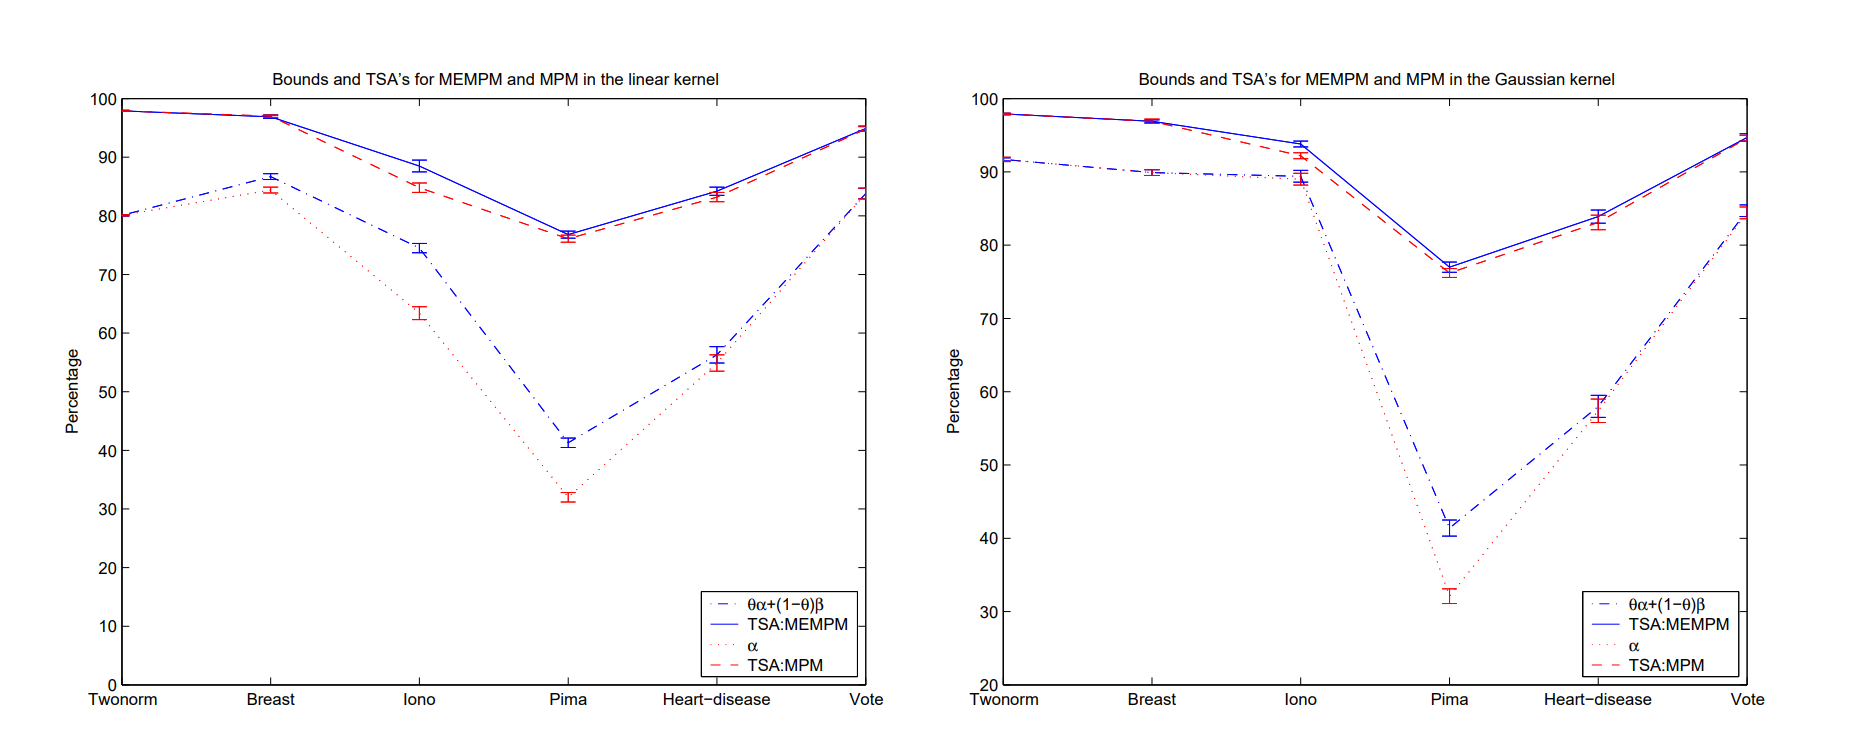 Bounds and TSA's for MEMPM and MPM in the linear kernel
100
90
80
70
60
50
40
30
20
10
0
Percentage
Twonorm Breast Iono Pima Heart−disease Vote
θα+(1−θ)β
TSA:MEMPM
α
TSA:MPM
Bounds and TSA's for MEMPM and MPM in the Gaussian kernel
100
90
80
70
60
50
40
30
20
Percentage
Twonorm Breast Iono Pima Heart−disease Vote
θα+(1−θ)β
TSA:MEMPM
α
TSA:MPM